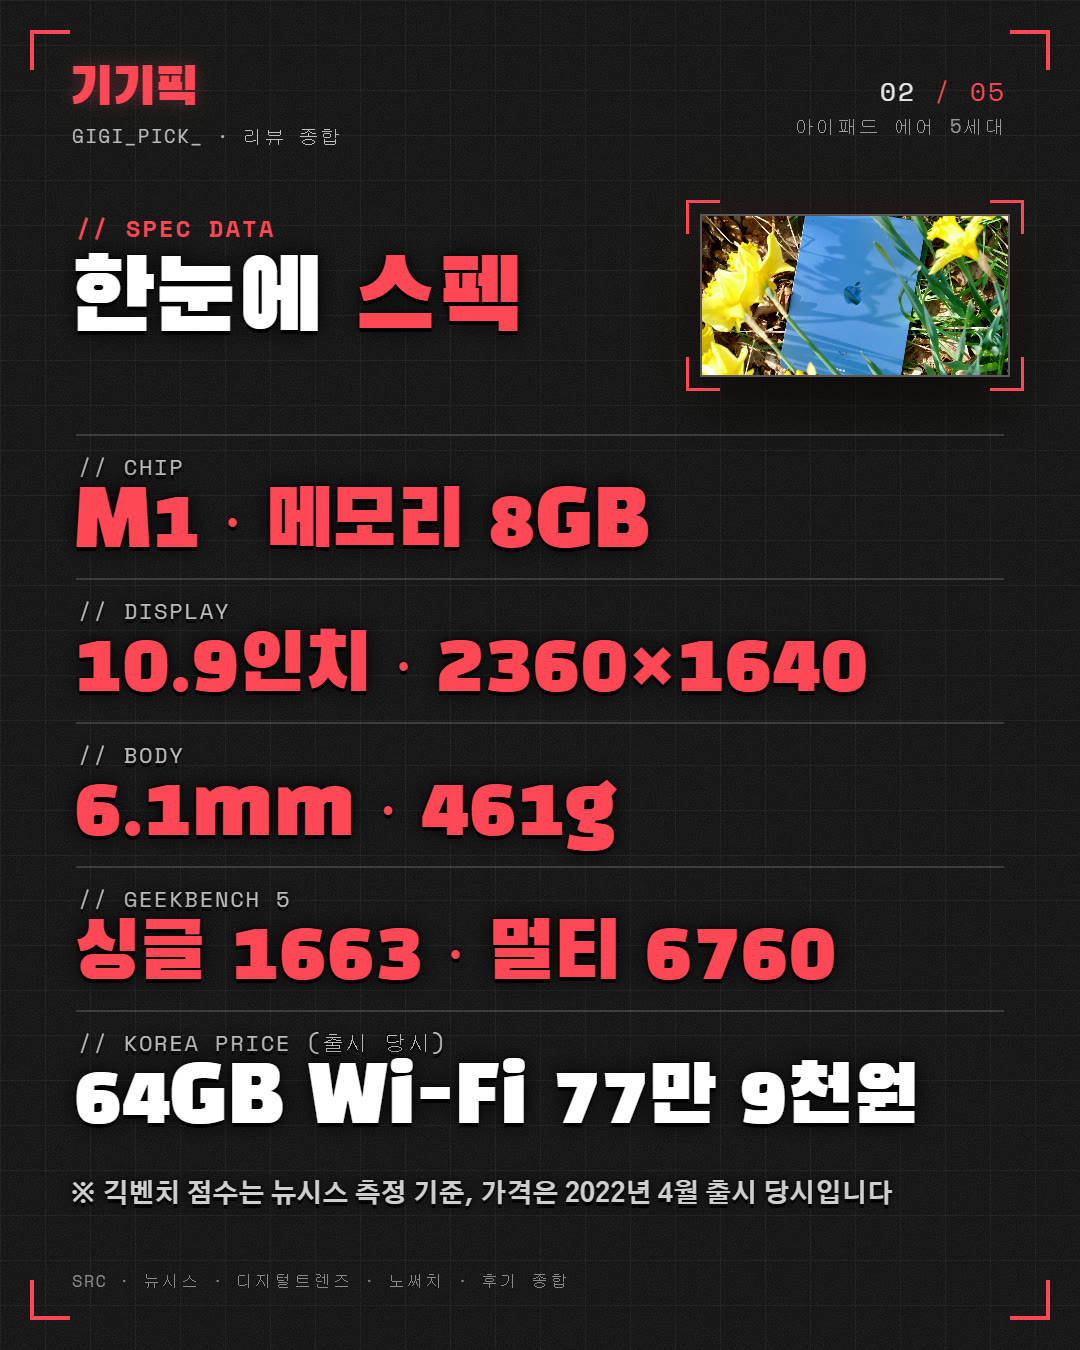 기기픽
GIGI_PICK_ · 리뷰 종합
02 / 05
아이패드 에어 5세대
// SPEC DATA
한눈에 스펙
// CHIP
M1 · 메모리 8GB
// DISPLAY
10.9인치 · 2360×1640
// BODY
6.1mm · 461g
// GEEKBENCH 5
싱글 1663 · 멀티 6760
// KOREA PRICE (출시 당시)
64GB Wi-Fi 77만 9천원
※ 긱벤치 점수는 뉴시스 측정 기준, 가격은 2022년 4월 출시 당시입니다
SRC · 뉴시스 · 디지털트렌즈 · 노써치 · 후기 종합